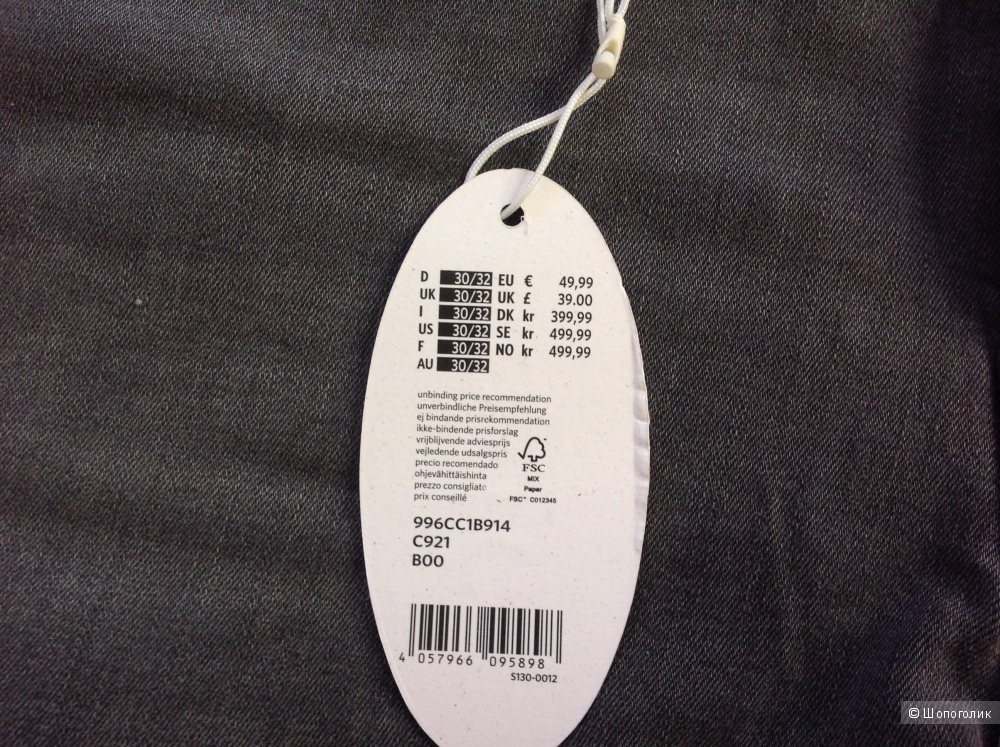 D 30/32 EU € 49,99
UK 30/32 UK £ 39.00
I 30/32 DK kr 399,99
US 30/32 SE kr 499,99
F 30/32 NO kr 499,99
AU 30/32
unbinding price recommendation
unverbindliche Preisempfehlung
ej bindande prisrekommendation
ikke-bindende prisforslag
vrijblijvende adviesprijs
vejledende udsalgspris
precio recomendado
ohjevähittäishinta
prezzo consigliato
prix conseillé
FSC
MIX
Paper
FSC™ C012345
996CC1B914
C921
B00
4 057966 095898
S130-0012
© Шопоголик